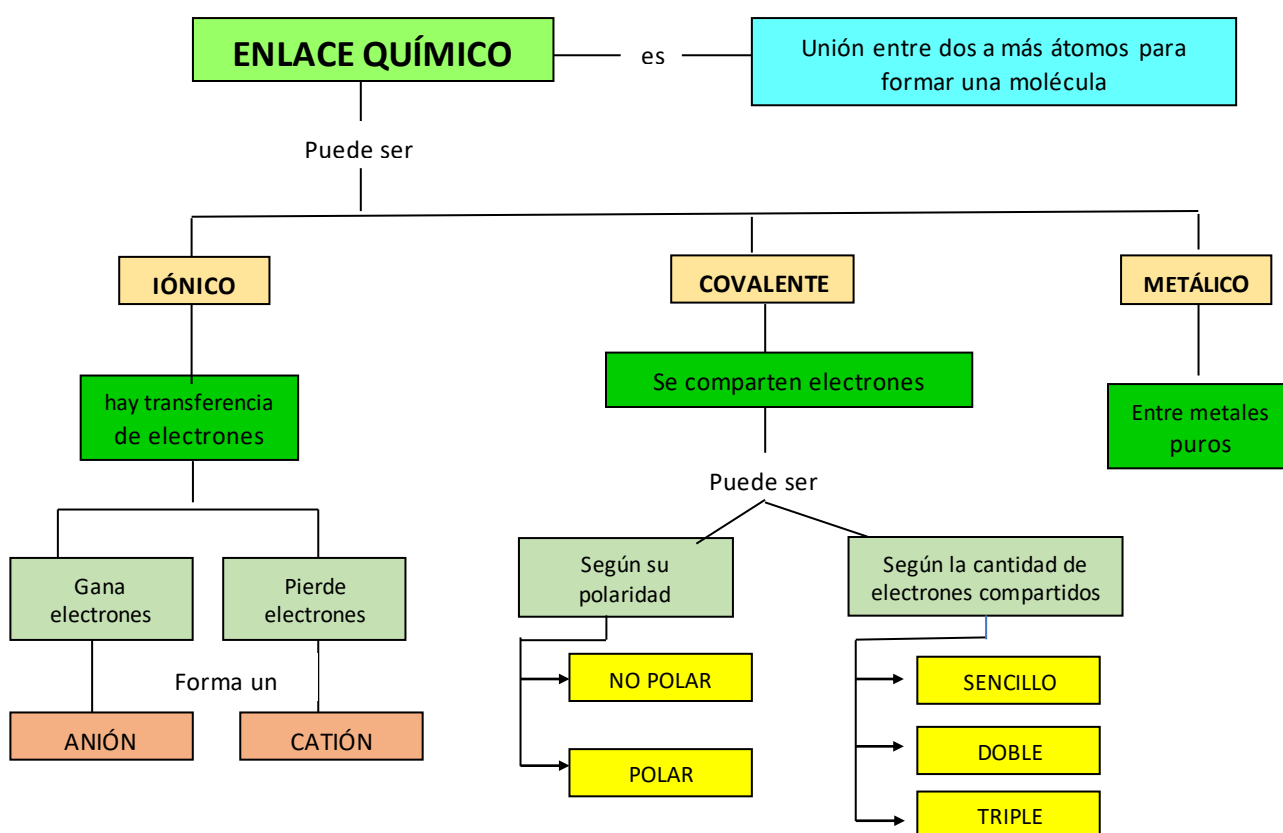 ENLACE QUÍMICO
es
Unión entre dos a más átomos para
formar una molécula
Puede ser
IÓNICO
COVALENTE
METÁLICO
hay transferencia
de electrones
Se comparten electrones
Entre metales
puros
Puede ser
Gana
electrones
Pierde
electrones
Según su
polaridad
Según la cantidad de
electrones compartidos
Forma un
ANIÓN
CATIÓN
NO POLAR
POLAR
SENCILLO
DOBLE
TRIPLE